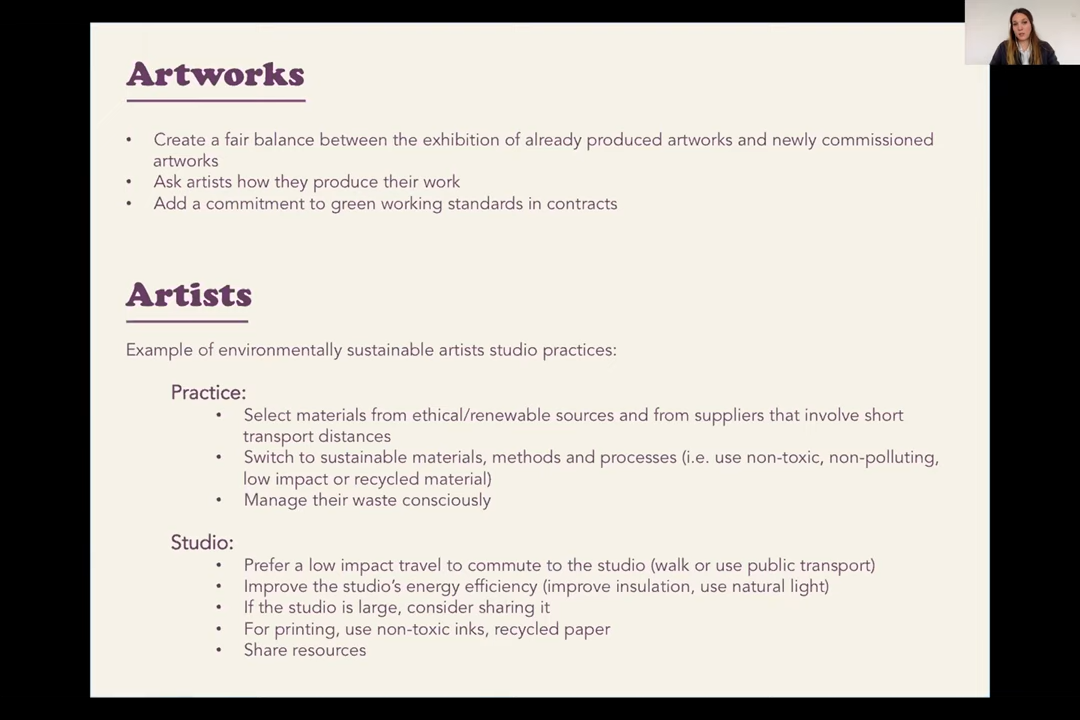 Artworks
• Create a fair balance between the exhibition of already produced artworks and newly commissioned
artworks
• Ask artists how they produce their work
• Add a commitment to green working standards in contracts
Artists
Example of environmentally sustainable artists studio practices:
Practice:
• Select materials from ethical/renewable sources and from suppliers that involve short
transport distances
• Switch to sustainable materials, methods and processes (i.e. use non-toxic, non-polluting,
low impact or recycled material)
• Manage their waste consciously
Studio:
• Prefer a low impact travel to commute to the studio (walk or use public transport)
• Improve the studio’s energy efficiency (improve insulation, use natural light)
• If the studio is large, consider sharing it
• For printing, use non-toxic inks, recycled paper
• Share resources